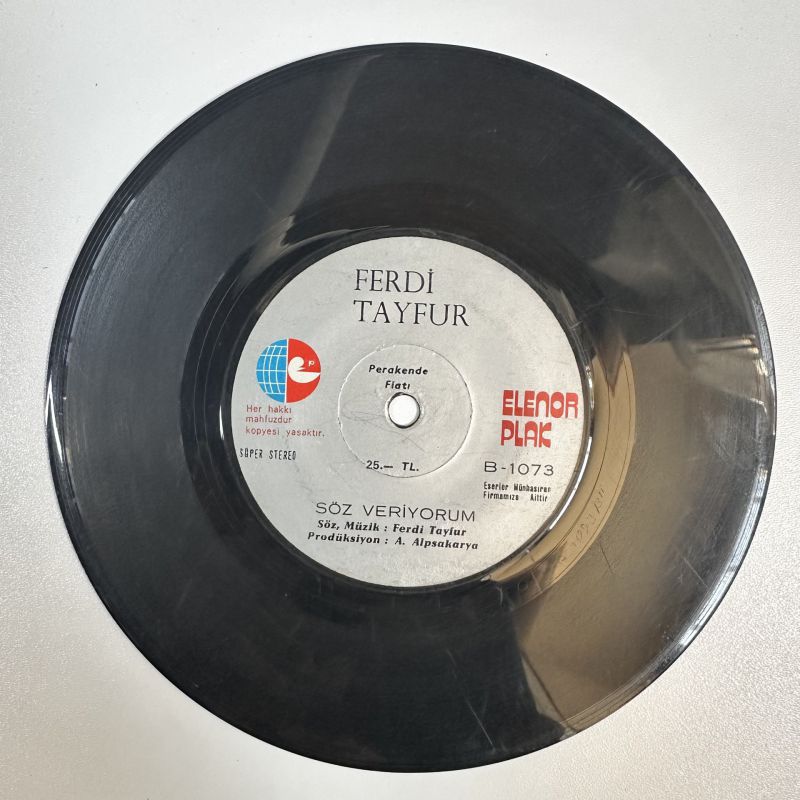 FERDİ
TAYFUR
Perakende
Fiatı
Her hakkı
mahfuzdur
kopyesi yasaktır.
SÜPER STEREO
25.— TL.
ELENOR
PLAK
B-1073
Eserler Münhasıran
Firmamıza Aittir
SÖZ VERİYORUM
Söz, Müzik : Ferdi Tayfur
Prodüksiyon : A. Alpsakarya